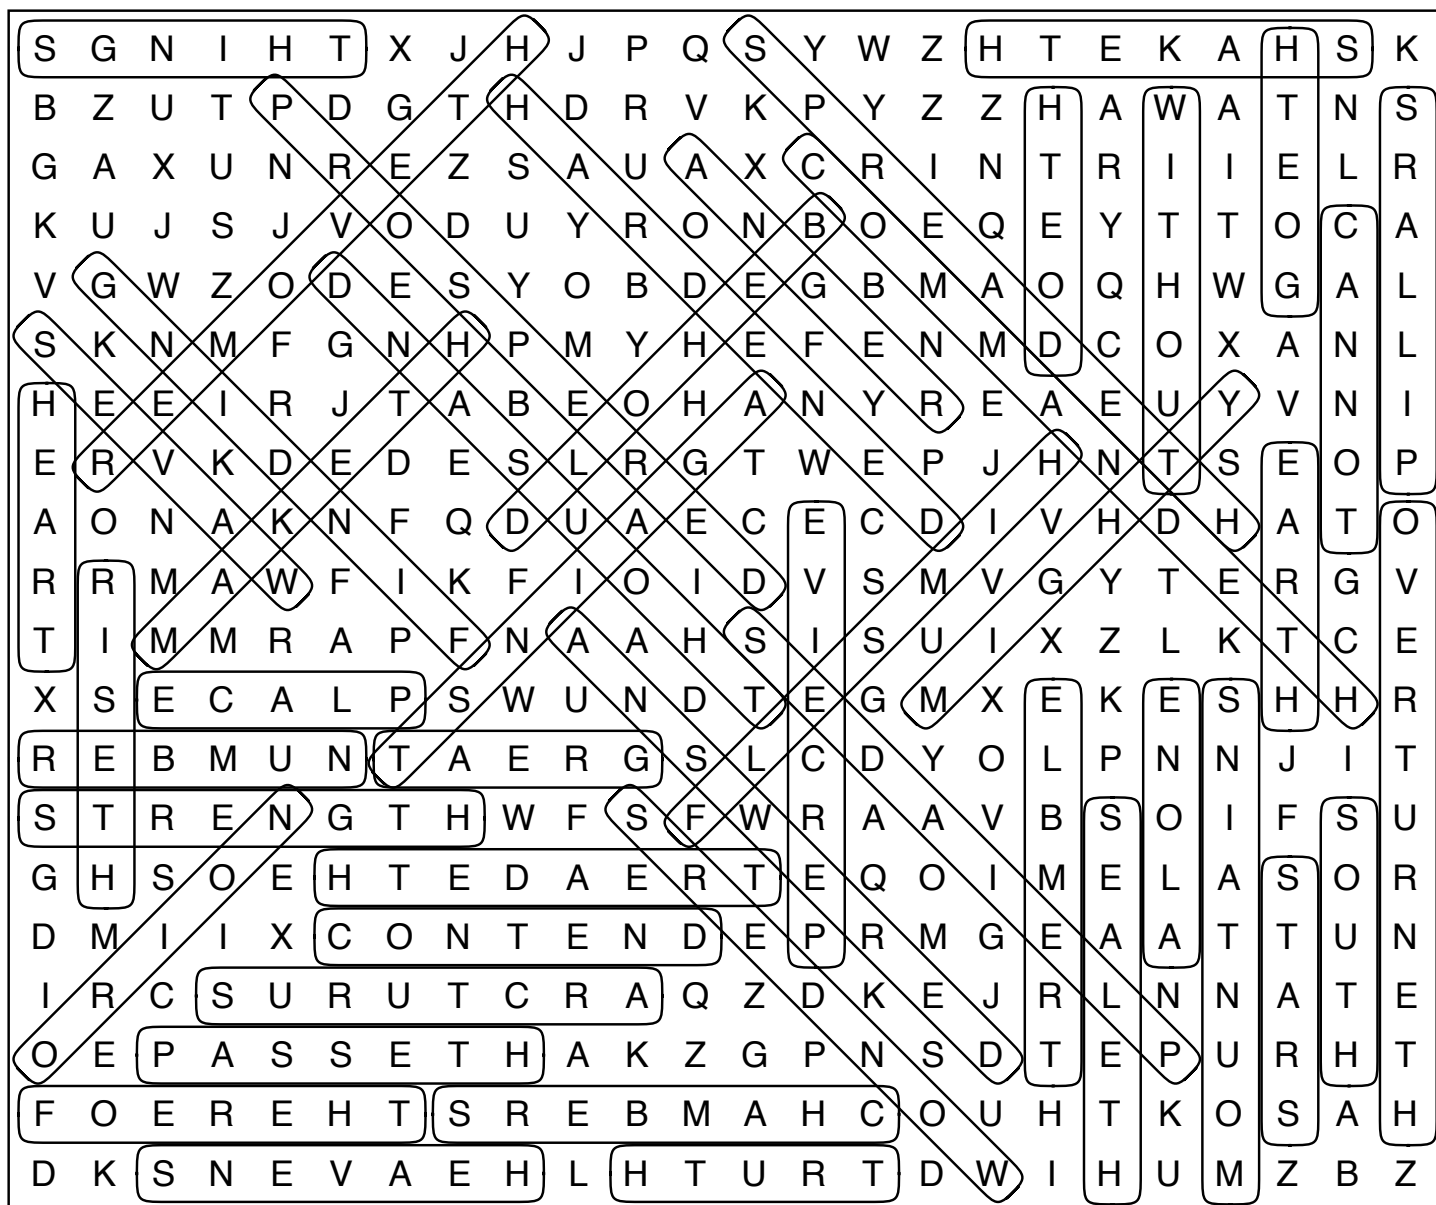 S G N I H T X J H J P Q S Y W Z H T E K A H S K
B Z U T P D G T H D R V K P Y Z Z H A W A T N S
G A X U N R E Z S A U A X C R I N T R I I E L R
K U J S J V O D U Y R O N B O E Q E Y T T O C A
V G W Z O D E S Y O B D E G B M A O Q H W G A L
S K N M F G N H P M Y H E F E N M D C O X A N L
H E E I R J T A B E O H A N Y R E A E U Y V N I
E R V K D E D E S L R G T W E P J H N T S E O P
A O N A K N F Q D U A E C E C D I V H D H A T O
R R M A W F I K F I O I D V S M V G Y T E R G V
T I M M R A P F N A A H S I S U I X Z L K T C E
X S E C A L P S W U N D T E G M X E K E S H H R
R E B M U N T A E R G S L C D Y O L P N N J I T
S T R E N G T H W F S F W R A A V B S O I F S U
G H S O E H T E D A E R T E Q O I M E L A S O R
D M I I X C O N T E N D E P R M G E A A T T U N
I R C S U R U T C R A Q Z D K E J R L N N A T E
O E P A S S E T H A K Z G P N S D T E P U R H T
F O E R E H T S R E B M A H C O U H T K O S A H
D K S N E V A E H L H T U R T D W I H U M Z B Z